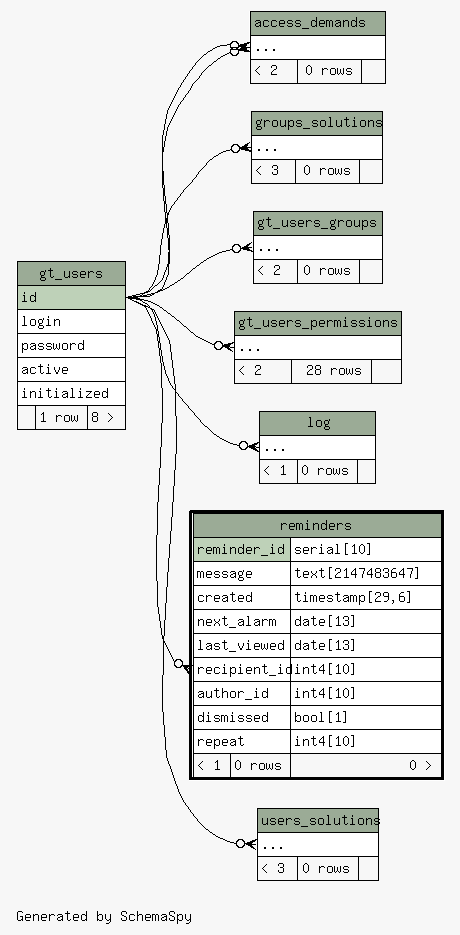 access_demands
...
< 2 0 rows
groups_solutions
...
< 3 0 rows
gt_users_groups
...
< 2 0 rows
gt_users
id
login
password
active
initialized
1 row 8 >
gt_users_permissions
...
< 2 28 rows
log
...
< 1 0 rows
reminders
reminder_id serial[10]
message text[2147483647]
created timestamp[29,6]
next_alarm date[13]
last_viewed date[13]
recipient_id int4[10]
author_id int4[10]
dismissed bool[1]
repeat int4[10]
< 1 0 rows 0 >
users_solutions
...
< 3 0 rows
Generated by SchemaSpy